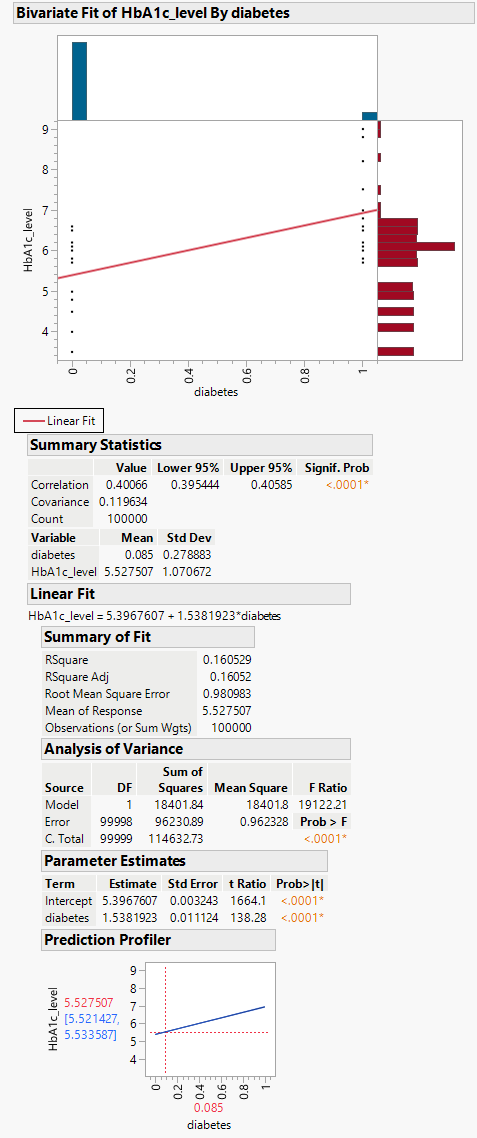 Bivariate Fit of HbA1c_level By diabetes
HbA1c_level
9
8
7
6
5
4
0
0.2
0.4
0.6
0.8
1
diabetes
Linear Fit
Summary Statistics
Value Lower 95% Upper 95% Signif. Prob
Correlation 0.40066 0.395444 0.40585 <.0001*
Covariance 0.119634
Count 100000
Variable Mean Std Dev
diabetes 0.085 0.278883
HbA1c_level 5.527507 1.070672
Linear Fit
HbA1c_level = 5.3967607 + 1.5381923*diabetes
Summary of Fit
RSquare 0.160529
RSquare Adj 0.16052
Root Mean Square Error 0.980983
Mean of Response 5.527507
Observations (or Sum Wgts) 100000
Analysis of Variance
Sum of
Source DF Squares Mean Square F Ratio
Model 1 18401.84 18401.8 19122.21
Error 99998 96230.89 0.962328 Prob > F
C. Total 99999 114632.73 <.0001*
Parameter Estimates
Term Estimate Std Error t Ratio Prob>|t|
Intercept 5.3967607 0.003243 1664.1 <.0001*
diabetes 1.5381923 0.011124 138.28 <.0001*
Prediction Profiler
HbA1c_level
5.527507
[5.521427,
5.533587]
9
8
7
6
5
4
0
0.2
0.4
0.6
0.8
1
0.085
diabetes